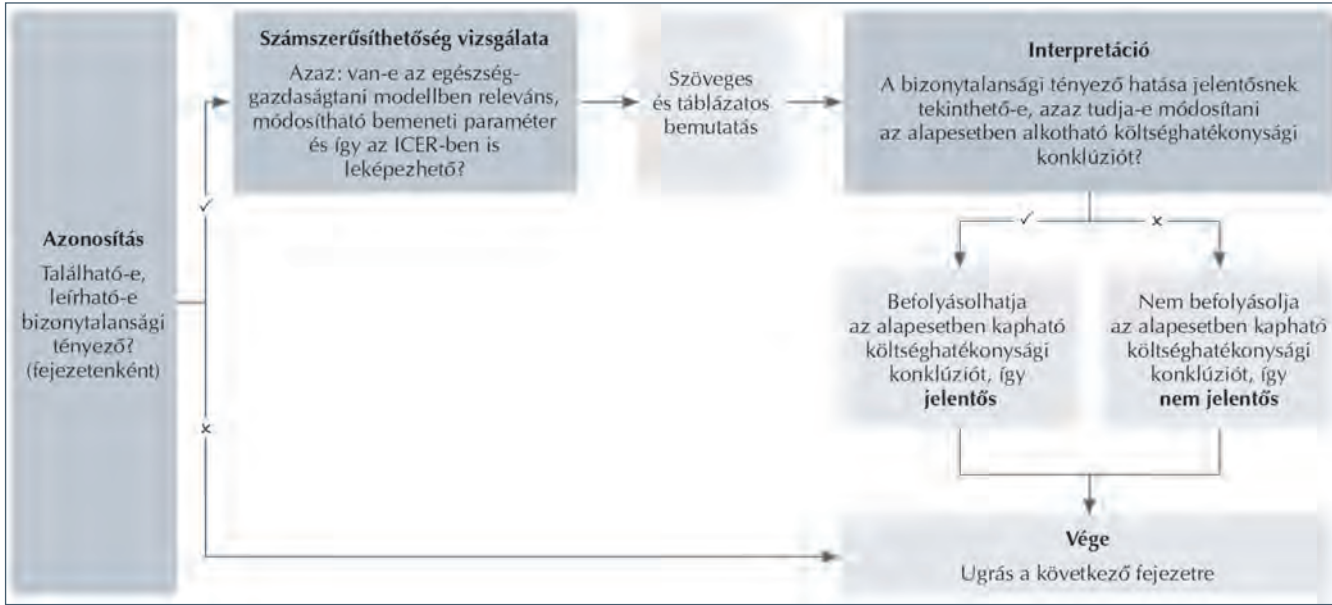 Azonosítás
Található-e,
leírható-e
bizonytalansági
tényező?
(fejezetenként)
✓
×
Számszerűsíthetőség vizsgálata
Azaz: van-e az egészség-
gazdaságtani modellben releváns,
módosítható bemeneti paraméter
és így az ICER-ben is
leképezhető?
Szöveges
és táblázatos
bemutatás
Interpretáció
A bizonytalansági tényező hatása jelentősnek
tekinthető-e, azaz tudja-e módosítani
az alapesetben alkotható költséghatékonysági
konklúziót?
✓
×
Befolyásolhatja
az alapesetben kapható
költséghatékonysági
konklúziót, így
jelentős
Nem befolyásolja
az alapesetben kapható
költséghatékonysági
konklúziót, így
nem jelentős
Vége
Ugrás a következő fejezetre